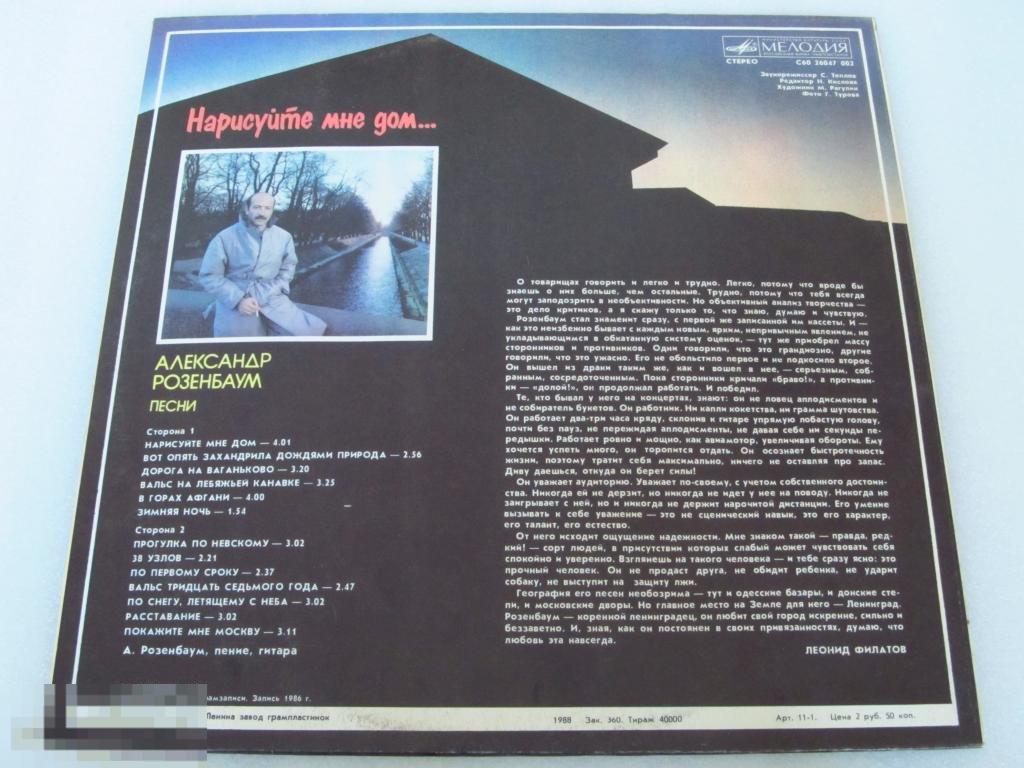 МЕЛОДИЯ
СТЕРЕО С60 26047 002
Звукорежиссер С. Теплов
Редактор Н. Кислова
Художник М. Рагулин
Фото Г. Турова
Нарисуйте мне дом...
АЛЕКСАНДР
РОЗЕНБАУМ
ПЕСНИ
Сторона 1
НАРИСУЙТЕ МНЕ ДОМ — 4.01
ВОТ ОПЯТЬ ЗАХАНДРИЛА ДОЖДЯМИ ПРИРОДА — 2.56
ДОРОГА НА ВАГАНЬКОВО — 3.20
ВАЛЬС НА ЛЕБЯЖЬЕЙ КАНАВКЕ — 3.25
В ГОРАХ АФГАНИ — 4.00
ЗИМНЯЯ НОЧЬ — 1.54
Сторона 2
ПРОГУЛКА ПО НЕВСКОМУ — 3.02
38 УЗЛОВ — 2.21
ПО ПЕРВОМУ СРОКУ — 2.37
ВАЛЬС ТРИДЦАТЬ СЕДЬМОГО ГОДА — 2.47
ПО СНЕГУ, ЛЕТЯЩЕМУ С НЕБА — 3.02
РАССТАВАНИЕ — 3.02
ПОКАЖИТЕ МНЕ МОСКВУ — 3.11
А. Розенбаум, пение, гитара
О товарищах говорить и легко и трудно. Легко, потому что вроде бы
знаешь о них больше, чем остальные. Трудно, потому что тебя всегда
могут заподозрить в необъективности. Но объективный анализ творчества —
это дело критиков, а я скажу только то, что знаю, думаю и чувствую.
Розенбаум стал знаменит сразу, с первой же записанной им кассеты. И —
как это неизбежно бывает с каждым новым, ярким, непривычным явлением, не
укладывающимся в обкатанную систему оценок, — тут же приобрел массу
сторонников и противников. Одни говорили, что это грандиозно, другие
говорили, что это ужасно. Его не обольстило первое и не подкосило второе.
Он вышел из драки таким же, как и вошел в нее, — серьезным, соб-
ранным, сосредоточенным. Пока сторонники кричали «браво!», а противни-
ки — «долой!», он продолжал работать. И победил.
Те, кто бывал у него на концертах, знают: он не ловец аплодисментов и
не собиратель букетов. Он работник. Ни капли кокетства, ни грамма шутовства.
Он работает два-три часа кряду, склонив к гитаре упрямую лобастую голову,
почти без пауз, не пережидая аплодисменты, не давая себе ни секунды пе-
редышки. Работает ровно и мощно, как авиамотор, увеличивая обороты. Ему
хочется успеть много, он торопится отдать. Он осознает быстротечность
жизни, поэтому тратит себя максимально, ничего не оставляя про запас.
Диву даешься, откуда он берет силы!
Он уважает аудиторию. Уважает по-своему, с учетом собственного достоин-
ства. Никогда ей не дерзит, но никогда не идет у нее на поводу. Никогда не
заигрывает с ней, но и никогда не держит нарочитой дистанции. Его умение
вызывать к себе уважение — это не сценический навык, это его характер,
его талант, его естество.
От него исходит ощущение надежности. Мне знаком такой — правда, ред-
кий! — сорт людей, в присутствии которых слабый может чувствовать себя
спокойно и уверенно. Взглянешь на такого человека — и тебе сразу ясно: это
прочный человек. Он не продаст друга, не обидит ребенка, не ударит
собаку, не выступит на защиту лжи.
География его песен необозрима — тут и одесские базары, и донские сте-
пи, и московские дворы. Но главное место на Земле для него — Ленинград.
Розенбаум — коренной ленинградец, он любит свой город искренне, сильно и
беззаветно. И, зная, как он постоянен в своих привязанностях, думаю, что
любовь эта навсегда.
ЛЕОНИД ФИЛАТОВ
амзаписи. Запись 1986 г.
Ленина завод грампластинок 1988 Зак. 360. Тираж 40000 Арт. 11-1. Цена 2 руб. 50 коп.